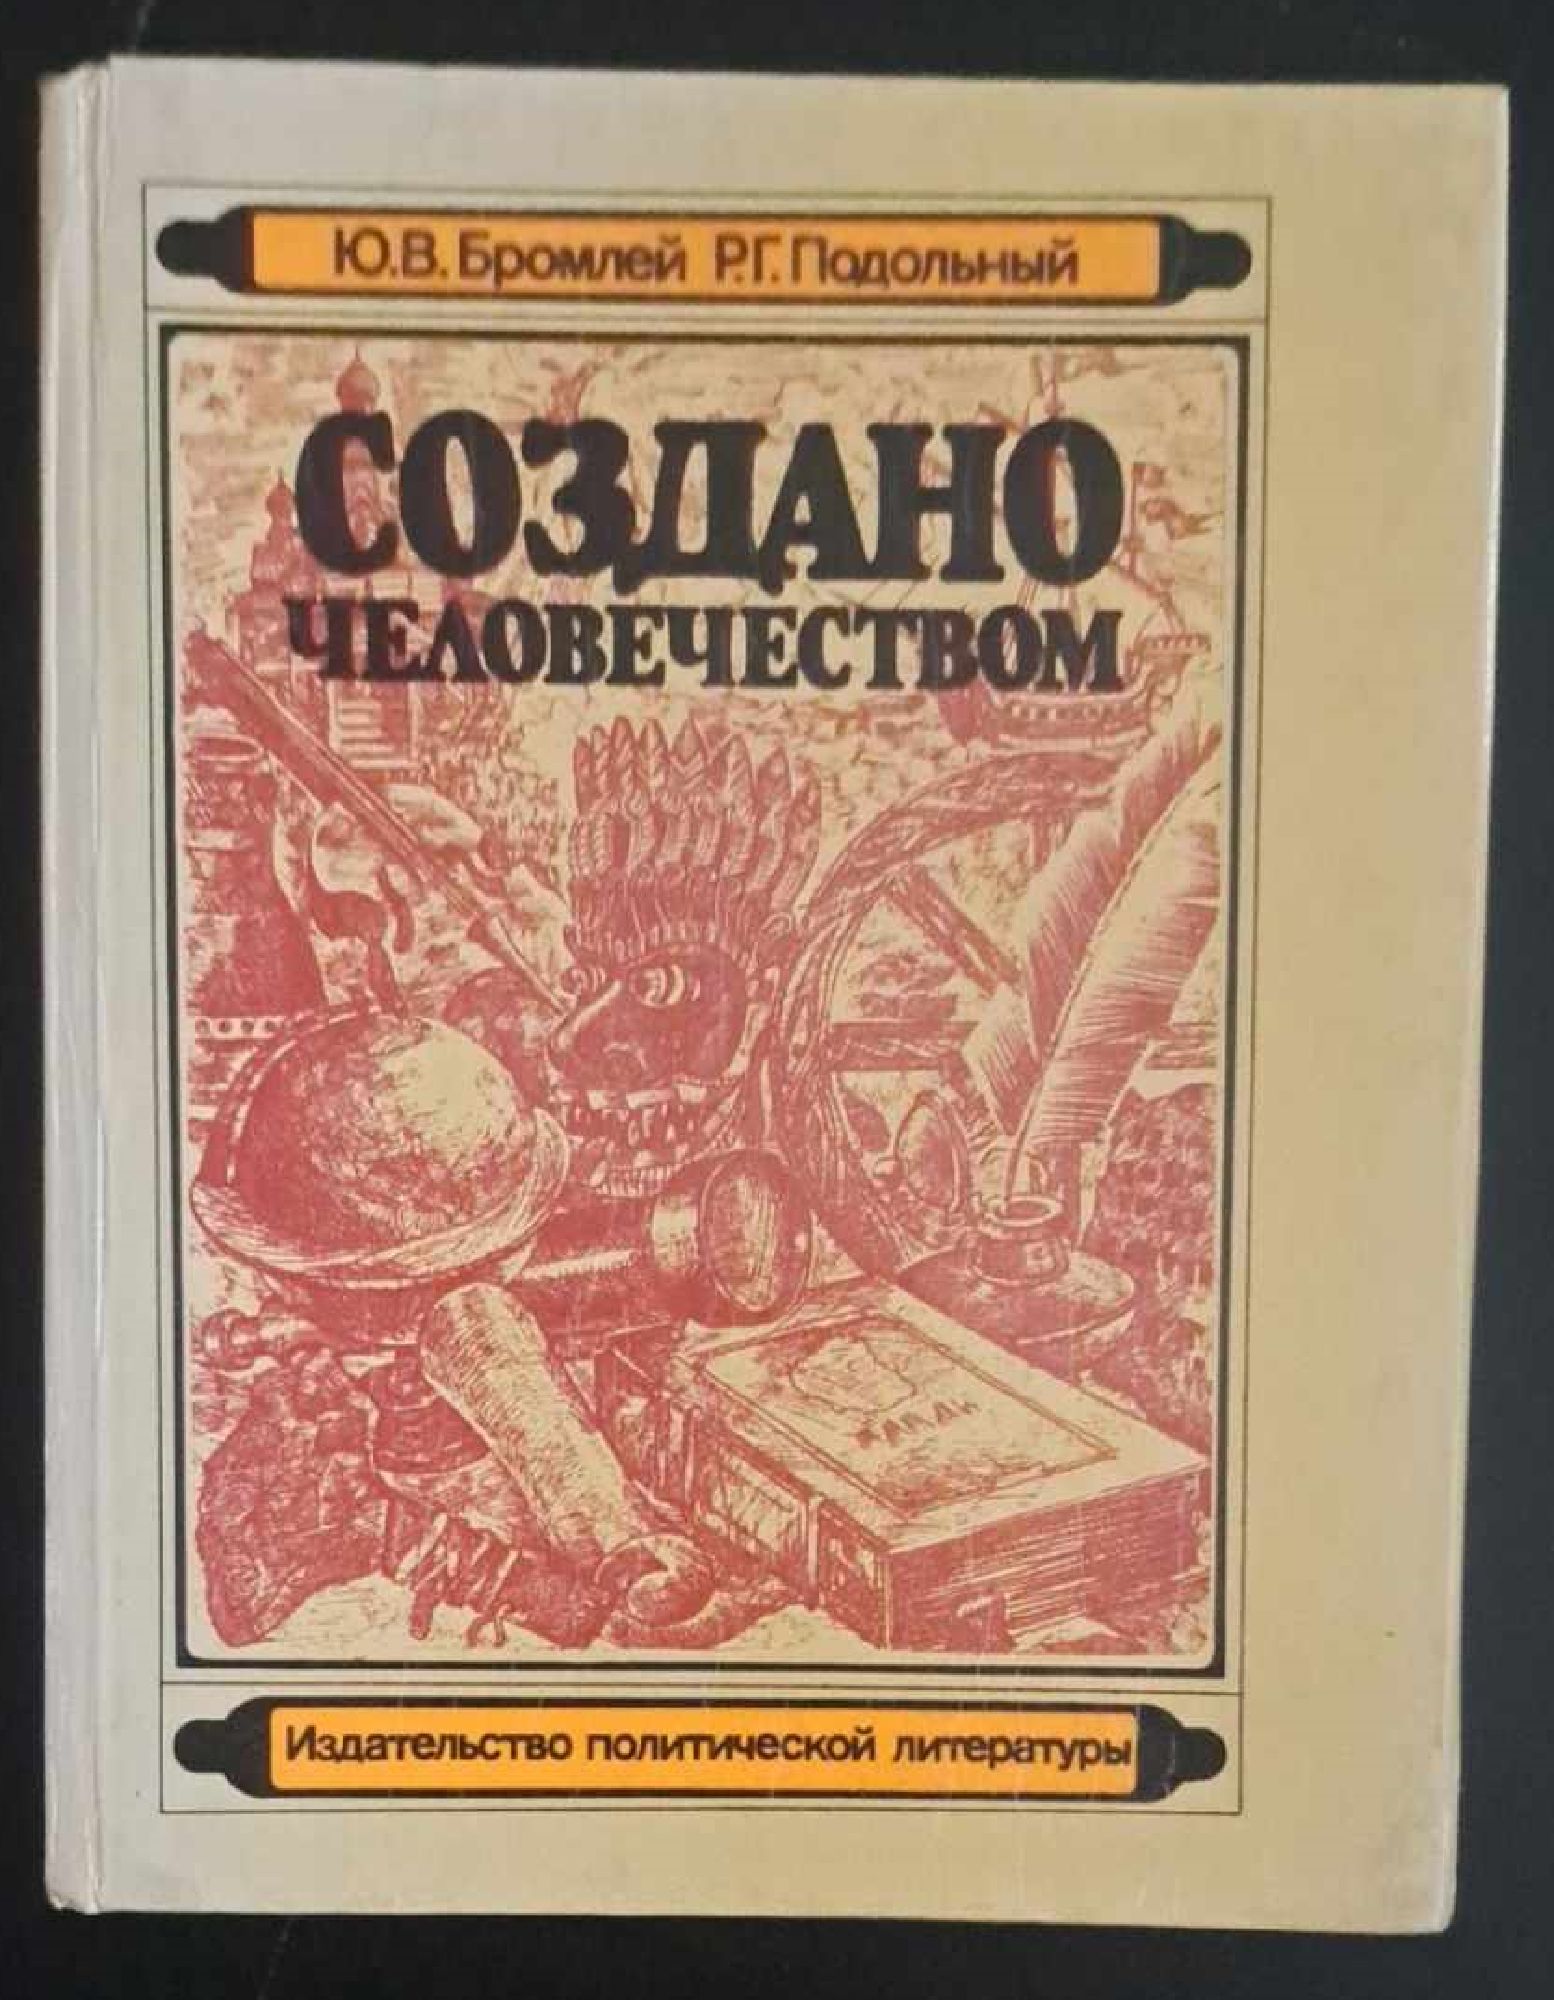 Ю.В. Бромлей Р.Г. Подольный
СОЗДАНО
ЧЕЛОВЕЧЕСТВОМ
Издательство политической литературы